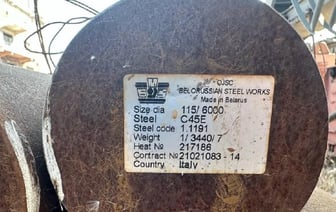 OJSC
BELORUSSIAN STEEL WORKS
Made in Belarus
Size dia 115/ 6000
Steel C45E
Steel code 1.1191
Weight 1/ 3440/ 7
Heat № 217186
Contract № 21021083 - 14
Country Italy